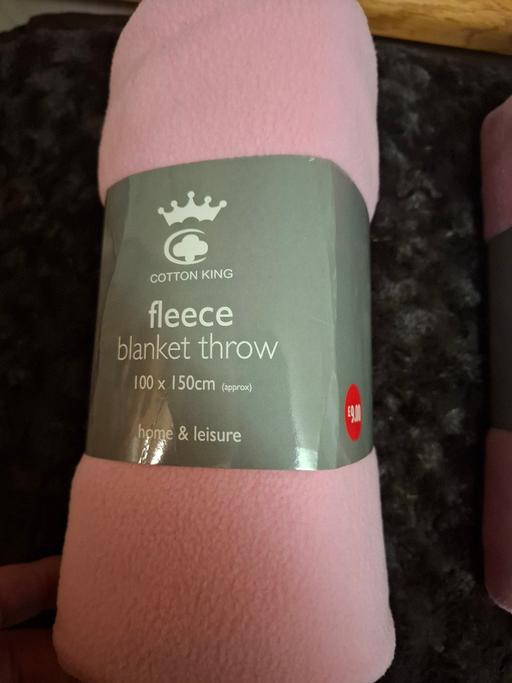 COTTON KING
fleece
blanket throw
100 x 150cm (approx)
£9.00
home & leisure